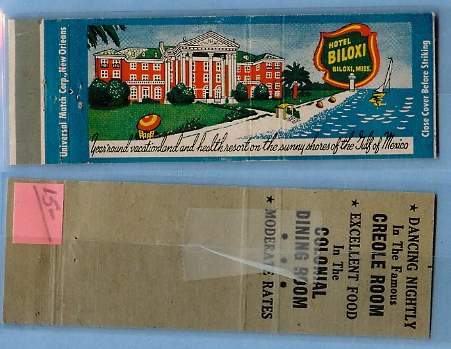 Universal Match Corp., New Orleans
HOTEL
BILOXI
BILOXI, MISS.
Close Cover Before Striking
Year 'round vacationland and health resort on the sunny shores of the Gulf of Mexico
15-
★ DANCING NIGHTLY
In The Famous
CREOLE ROOM
★ EXCELLENT FOOD
In The
COLONIAL
DINING ROOM
★ MODERATE RATES